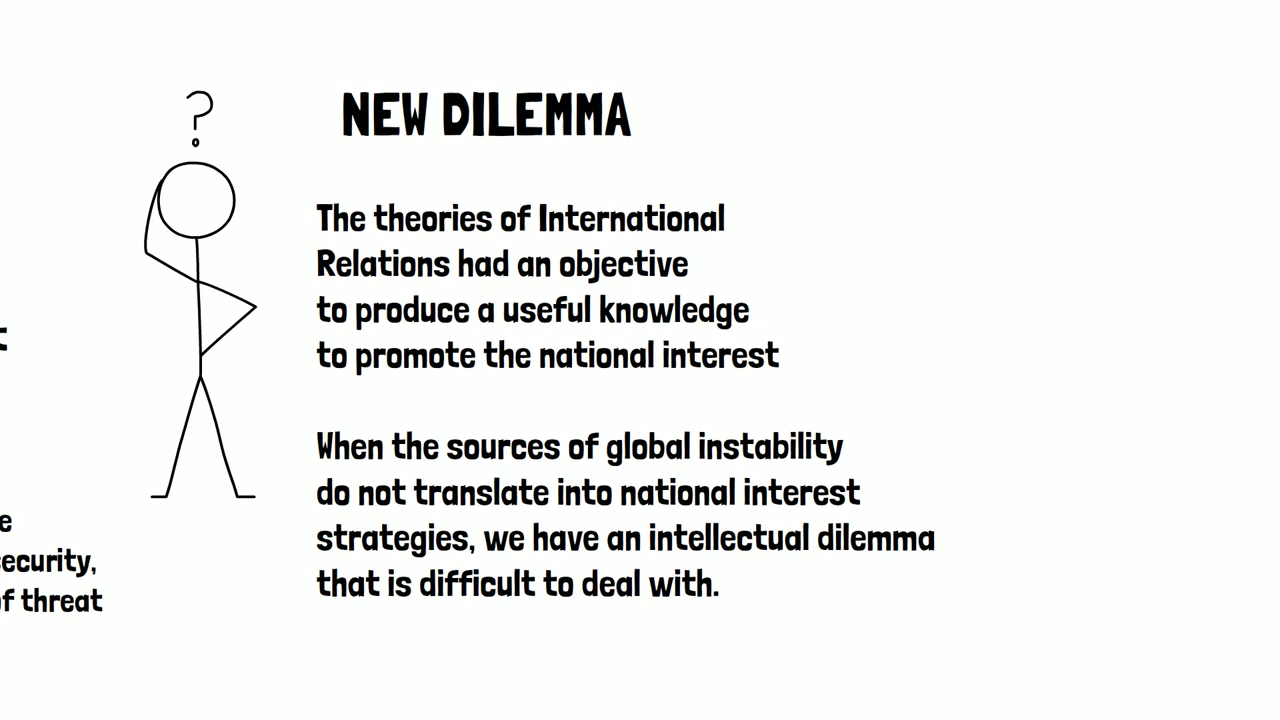 ?
NEW DILEMMA
The theories of International
Relations had an objective
to produce a useful knowledge
to promote the national interest
When the sources of global instability
do not translate into national interest
strategies, we have an intellectual dilemma
that is difficult to deal with.
of threat